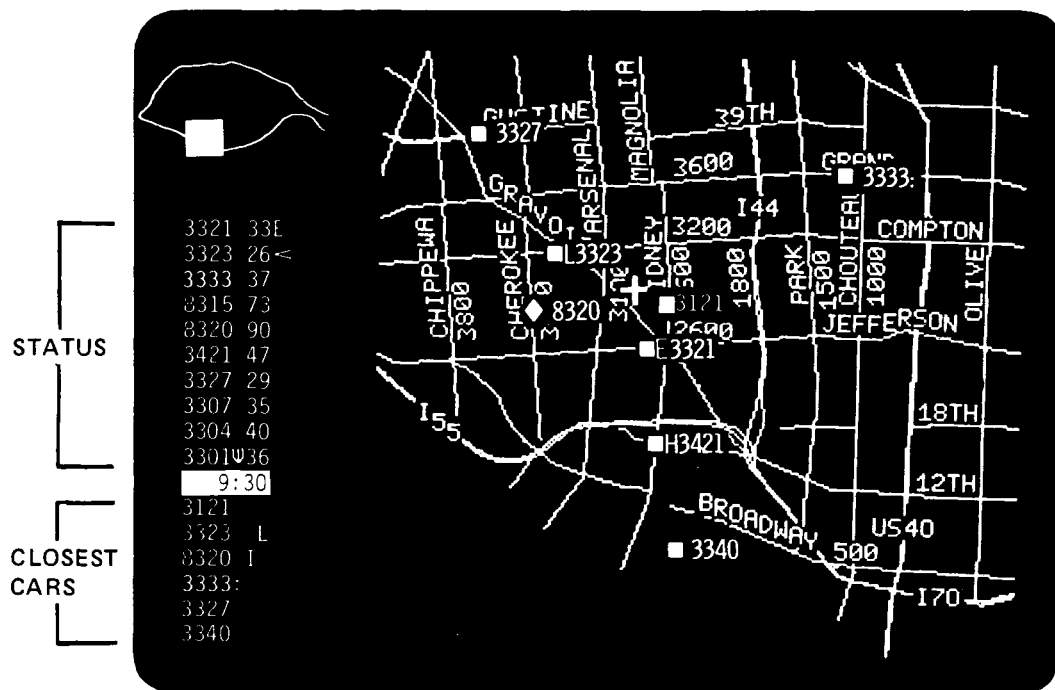 STATUS
3321 33E
3323 26<
3333 37
8315 73
8320 90
3421 47
3327 29
3307 35
3304 40
3301Ψ36
9:30
CLOSEST
CARS
3121
3323 L
8320 I
3333:
3327
3340
39TH
3327
MAGNOLIA
ARSENAL
3600
3333:
GRAVOI
I44
3200
COMPTON
L3323
CHIPPEWA
3800
CHEROKEE
8320
3121
1800
PARK
1500
CHOUTEAU
1000
OLIVE
2600
JEFFERSON
E3321
I55
18TH
H3421
12TH
BROADWAY
US40
500
3340
I70